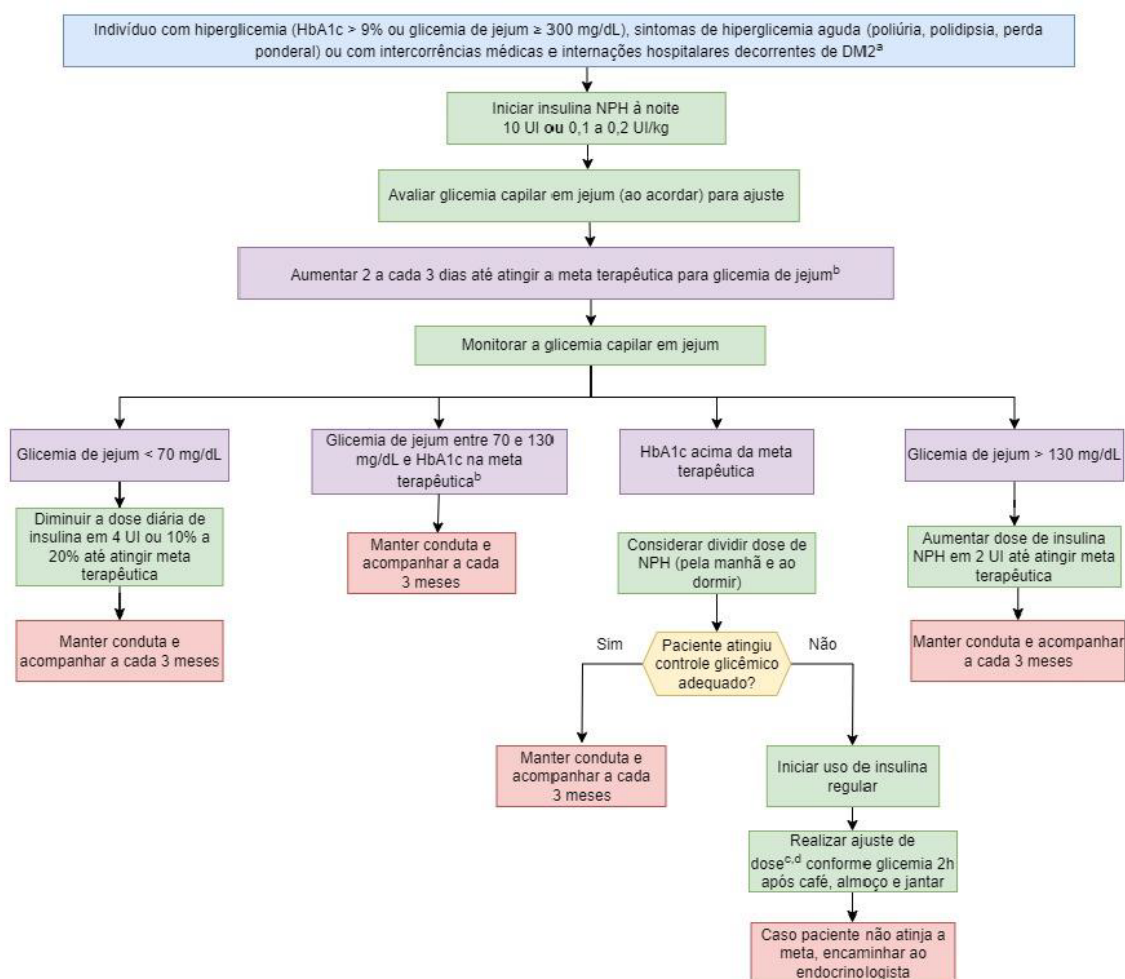 Indivíduo com hiperglicemia (HbA1c > 9% ou glicemia de jejum ≥ 300 mg/dL), sintomas de hiperglicemia aguda (poliúria, polidipsia, perda
ponderal) ou com intercorrências médicas e internações hospitalares decorrentes de DM2ᵃ
Iniciar insulina NPH à noite
10 UI ou 0,1 a 0,2 UI/kg
Avaliar glicemia capilar em jejum (ao acordar) para ajuste
Aumentar 2 a cada 3 dias até atingir a meta terapêutica para glicemia de jejumᵇ
Monitorar a glicemia capilar em jejum
Glicemia de jejum < 70 mg/dL
Diminuir a dose diária de
insulina em 4 UI ou 10% a
20% até atingir meta
terapêutica
Manter conduta e
acompanhar a cada 3 meses
Glicemia de jejum entre 70 e 130
mg/dL e HbA1c na meta
terapêuticaᵇ
Manter conduta e
acompanhar a cada
3 meses
HbA1c acima da meta
terapêutica
Considerar dividir dose de
NPH (pela manhã e ao
dormir)
Paciente atingiu
controle glicêmico
adequado?
Sim
Manter conduta e
acompanhar a cada
3 meses
Não
Iniciar uso de insulina
regular
Realizar ajuste de
doseᶜ,ᵈ conforme glicemia 2h
após café, almoço e jantar
Caso paciente não atinja a
meta, encaminhar ao
endocrinologista
Glicemia de jejum > 130 mg/dL
Aumentar dose de insulina
NPH em 2 UI até atingir meta
terapêutica
Manter conduta e acompanhar
a cada 3 meses